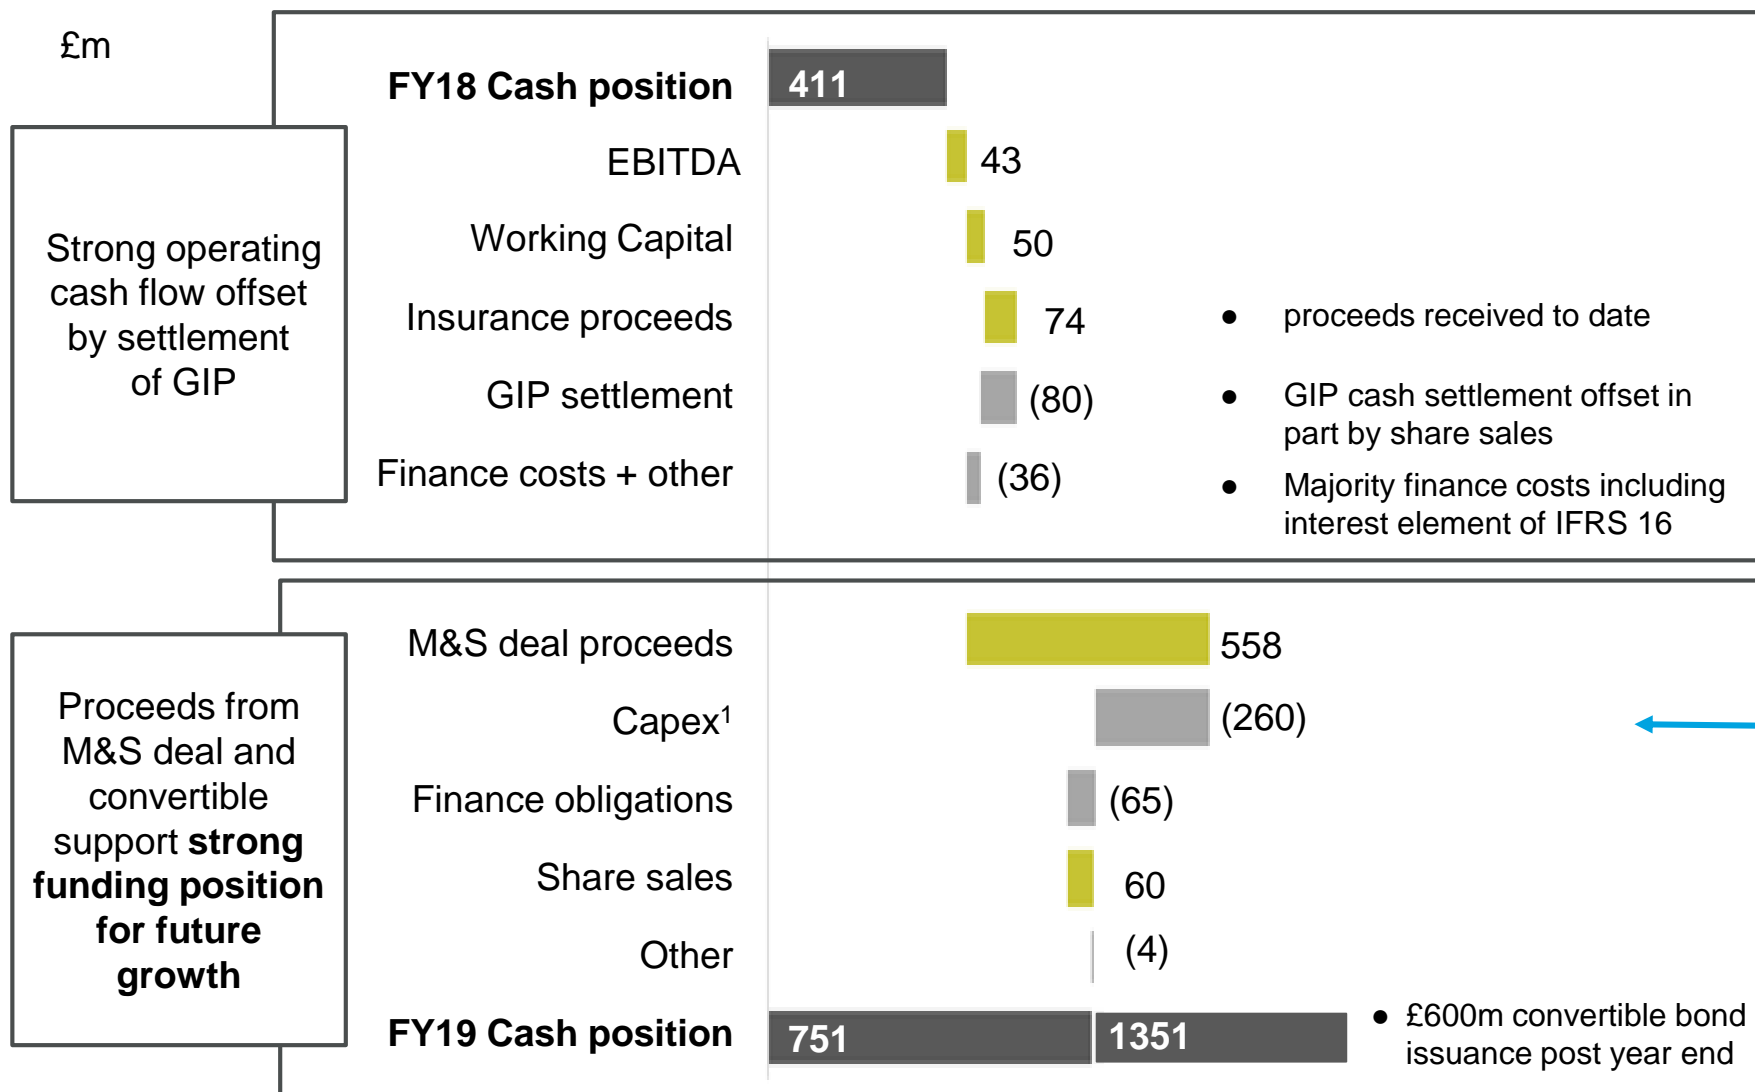 £m
FY18 Cash position 411
EBITDA 43
Working Capital 50
Insurance proceeds 74
● proceeds received to date
GIP settlement (80)
● GIP cash settlement offset in
part by share sales
Finance costs + other (36)
● Majority finance costs including
interest element of IFRS 16
Strong operating
cash flow offset
by settlement
of GIP
M&S deal proceeds 558
Capex¹ (260)
Finance obligations (65)
Share sales 60
Other (4)
FY19 Cash position 751 1351
● £600m convertible bond
issuance post year end
Proceeds from
M&S deal and
convertible
support strong
funding position
for future
growth